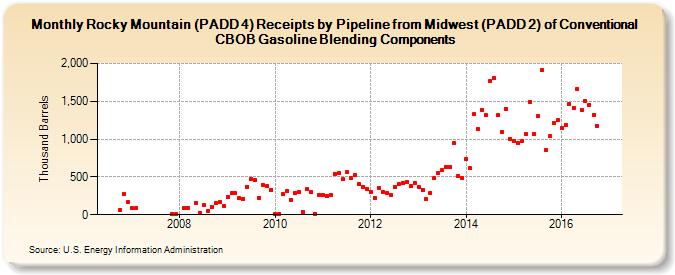 Monthly Rocky Mountain (PADD 4) Receipts by Pipeline from Midwest (PADD 2) of Conventional
CBOB Gasoline Blending Components
Thousand Barrels
2,000
1,500
1,000
500
0
2008 2010 2012 2014 2016
Source: U.S. Energy Information Administration